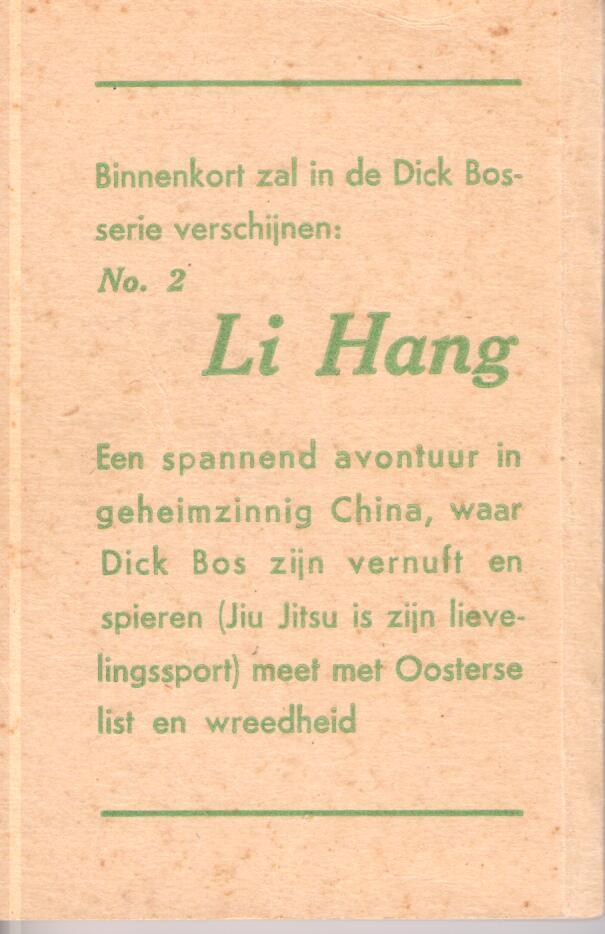 Binnenkort zal in de Dick Bos-
serie verschijnen:
No. 2
Li Hang
Een spannend avontuur in
geheimzinnig China, waar
Dick Bos zijn vernuft en
spieren (Jiu Jitsu is zijn lieve-
lingssport) meet met Oosterse
list en wreedheid